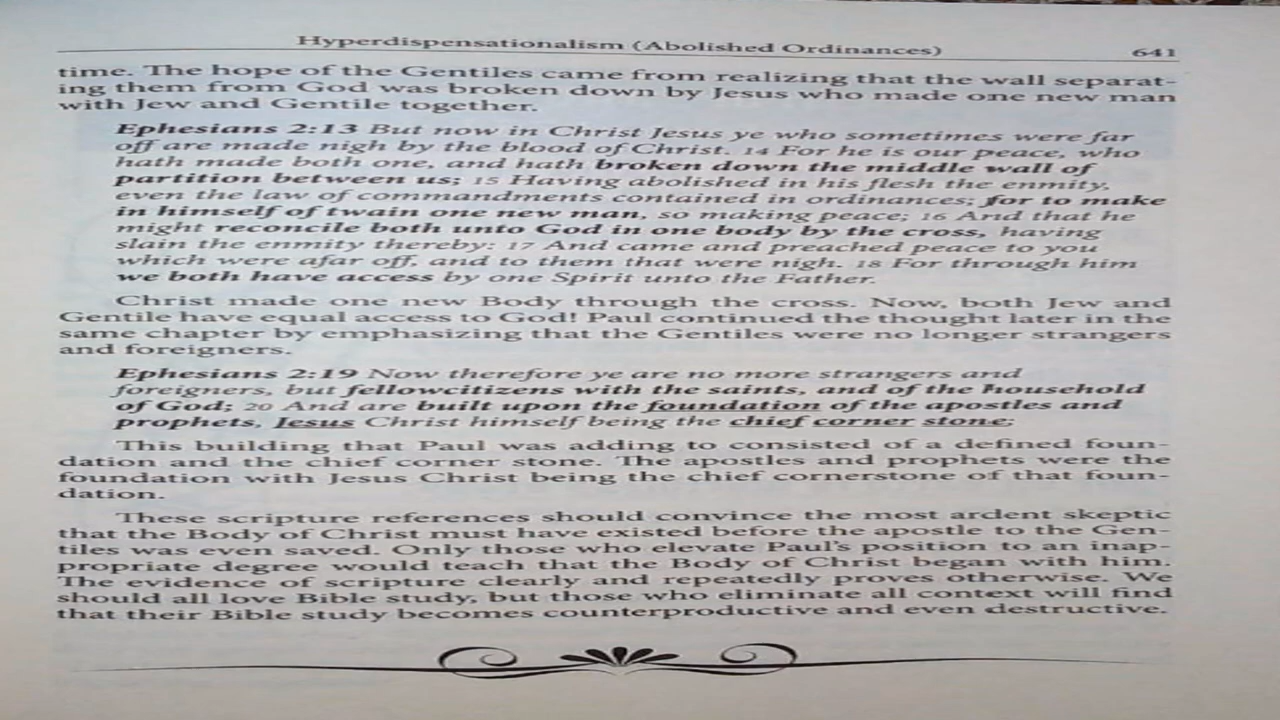 Hyperdispensationalism (Abolished Ordinances) 641
time. The hope of the Gentiles came from realizing that the wall separat-
ing them from God was broken down by Jesus who made one new man
with Jew and Gentile together.
Ephesians 2:13 But now in Christ Jesus ye who sometimes were far
off are made nigh by the blood of Christ. 14 For he is our peace, who
hath made both one, and hath broken down the middle wall of
partition between us; 15 Having abolished in his flesh the enmity,
even the law of commandments contained in ordinances; for to make
in himself of twain one new man, so making peace; 16 And that he
might reconcile both unto God in one body by the cross, having
slain the enmity thereby: 17 And came and preached peace to you
which were afar off, and to them that were nigh. 18 For through him
we both have access by one Spirit unto the Father.
Christ made one new Body through the cross. Now, both Jew and
Gentile have equal access to God! Paul continued the thought later in the
same chapter by emphasizing that the Gentiles were no longer strangers
and foreigners.
Ephesians 2:19 Now therefore ye are no more strangers and
foreigners, but fellowcitizens with the saints, and of the household
of God; 20 And are built upon the foundation of the apostles and
prophets, Jesus Christ himself being the chief corner stone;
This building that Paul was adding to consisted of a defined foun-
dation and the chief corner stone. The apostles and prophets were the
foundation with Jesus Christ being the chief cornerstone of that foun-
dation.
These scripture references should convince the most ardent skeptic
that the Body of Christ must have existed before the apostle to the Gen-
tiles was even saved. Only those who elevate Paul's position to an inap-
propriate degree would teach that the Body of Christ began with him.
The evidence of scripture clearly and repeatedly proves otherwise. We
should all love Bible study, but those who eliminate all context will find
that their Bible study becomes counterproductive and even destructive.